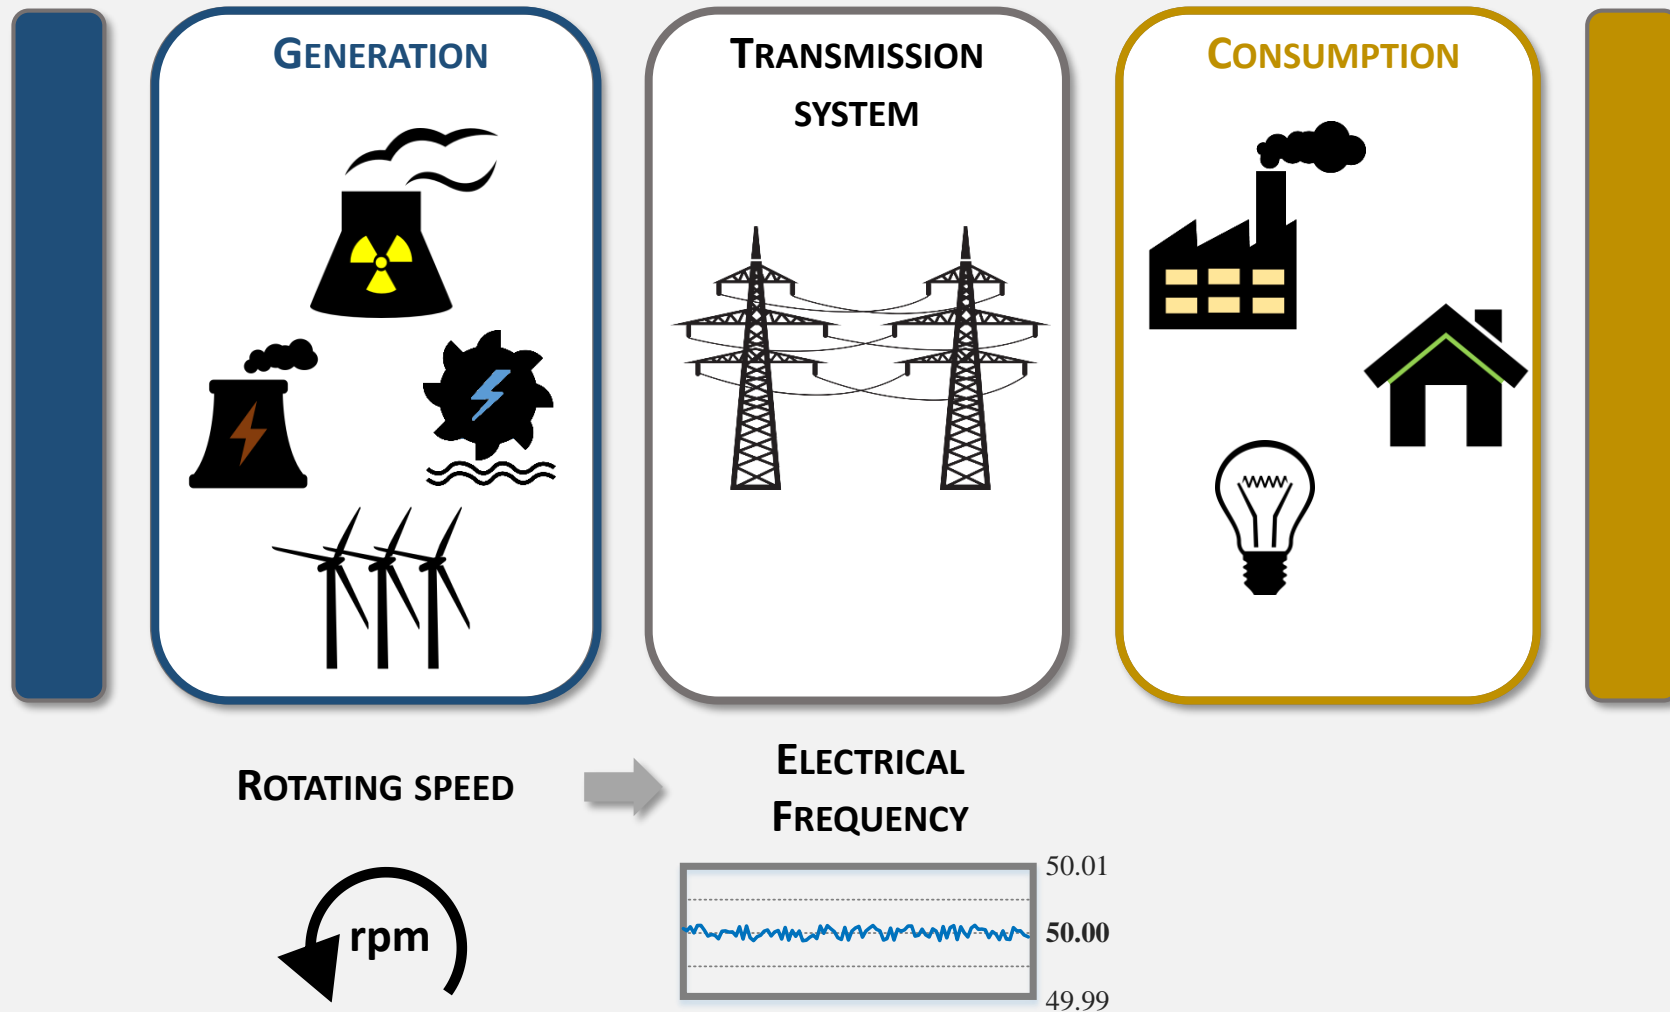 GENERATION
TRANSMISSION
SYSTEM
CONSUMPTION
ROTATING SPEED
ELECTRICAL
FREQUENCY
rpm
50.01
50.00
49.99